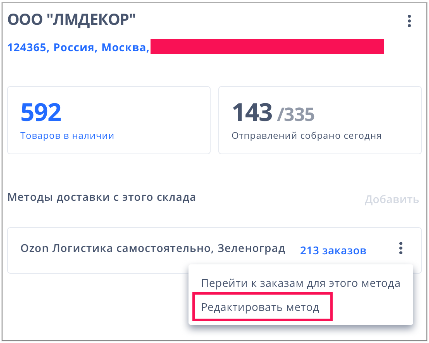 ООО "ЛМДЕКОР"
124365, Россия, Москва,
592
Товаров в наличии
143 /335
Отправлений собрано сегодня
Методы доставки с этого склада
Добавить
Ozon Логистика самостоятельно, Зеленоград
213 заказов
Перейти к заказам для этого метода
Редактировать метод